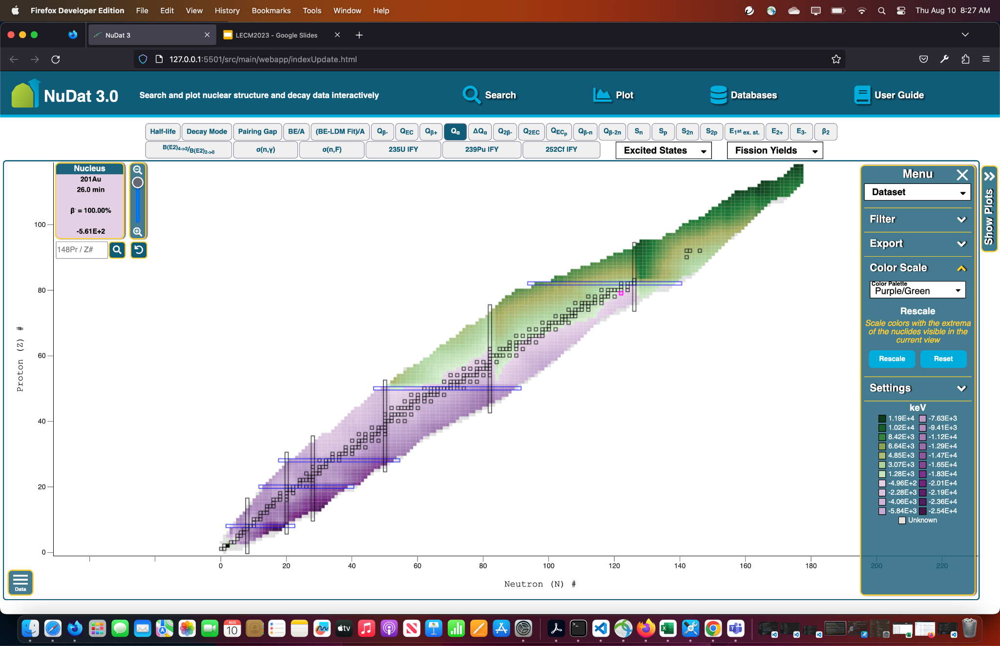 Firefox Developer Edition File Edit View History Bookmarks Tools Window Help Thu Aug 10 8:27 AM
NuDat 3 LECM2023 - Google Slides
127.0.0.1:5501/src/main/webapp/indexUpdate.html
NuDat 3.0 Search and plot nuclear structure and decay data interactively Search Plot Databases User Guide
Half-life Decay Mode Pairing Gap BE/A (BE-LDM Fit)/A Qβ- QEC Qβ+ Qα ΔQα Q2β- Q2EC QECp Qβ-n Qβ-2n Sn Sp S2n S2p E1st ex. st. E2+ E3- β2
B(E2)4->2/B(E2)2->0 σ(n,γ) σ(n,F) 235U IFY 239Pu IFY 252Cf IFY Excited States Fission Yields
Nucleus
201Au
26.0 min
β- = 100.00%
-5.61E+2
148Pr / Z#
Proton (Z) #
100
80
60
40
20
0
0 20 40 60 80 100 120 140 160 180 200 220
Neutron (N) #
Data
Menu
Dataset
Filter
Export
Color Scale
Color Palette
Purple/Green
Rescale
Scale colors with the extrema
of the nuclides visible in the
current view
Rescale Reset
Settings
keV
1.19E+4 -7.63E+3
1.02E+4 -9.41E+3
8.42E+3 -1.12E+4
6.64E+3 -1.29E+4
4.85E+3 -1.47E+4
3.07E+3 -1.65E+4
1.28E+3 -1.83E+4
-4.96E+2 -2.01E+4
-2.28E+3 -2.19E+4
-4.06E+3 -2.36E+4
-5.84E+3 -2.54E+4
Unknown
Show Plots
AUG
10
tv